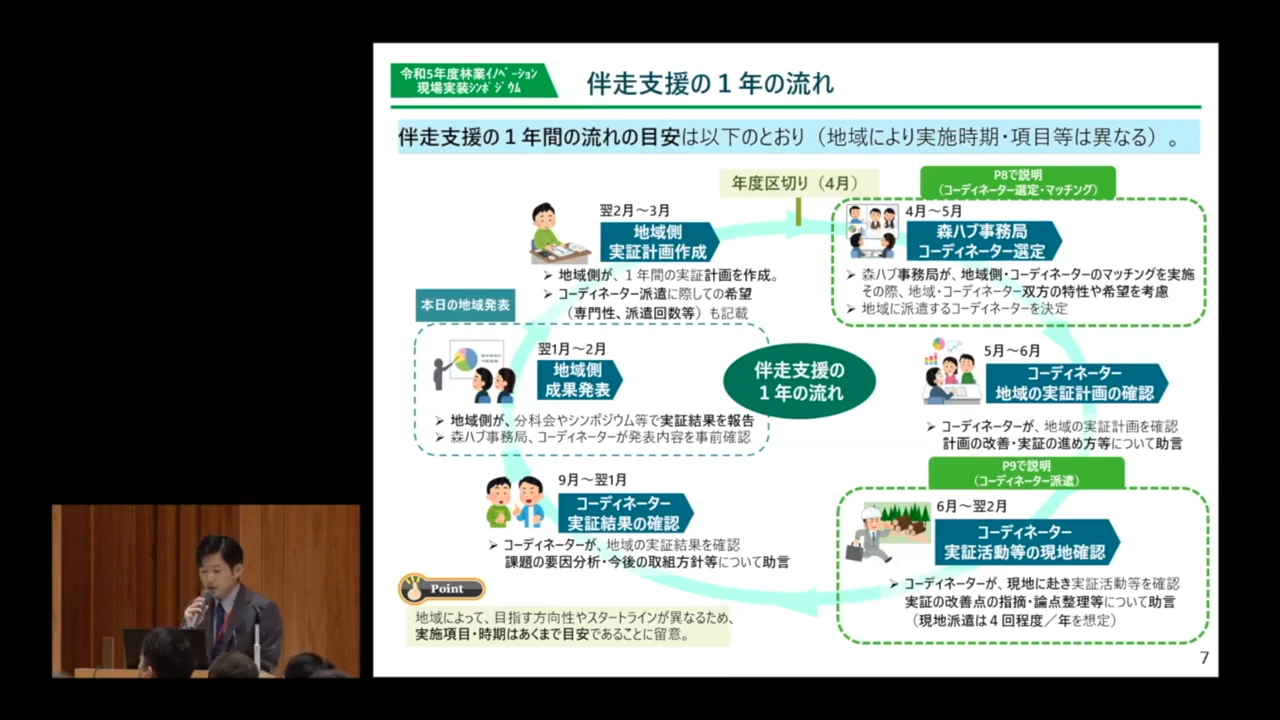 令和5年度林業ｲﾉﾍﾞｰｼｮﾝ
現場実装ｼﾝﾎﾟｼﾞｳﾑ
伴走支援の１年の流れ
伴走支援の１年間の流れの目安は以下のとおり（地域により実施時期・項目等は異なる）。
年度区切り（4月）
P8で説明
（コーディネーター選定・マッチング）
4月～5月
森ハブ事務局
コーディネーター選定
➢ 森ハブ事務局が、地域側・コーディネーターのマッチングを実施
その際、地域・コーディネーター双方の特性や希望を考慮
➢ 地域に派遣するコーディネーターを決定
5月～6月
コーディネーター
地域の実証計画の確認
➢ コーディネーターが、地域の実証計画を確認
計画の改善・実証の進め方等について助言
P9で説明
（コーディネーター派遣）
6月～翌2月
コーディネーター
実証活動等の現地確認
➢ コーディネーターが、現地に赴き実証活動等を確認
実証の改善点の指摘・論点整理等について助言
（現地派遣は４回程度／年を想定）
9月～翌1月
コーディネーター
実証結果の確認
➢ コーディネーターが、地域の実証結果を確認
課題の要因分析・今後の取組方針等について助言
本日の地域発表
翌1月～2月
地域側
成果発表
➢ 地域側が、分科会やシンポジウム等で実証結果を報告
➢ 森ハブ事務局、コーディネーターが発表内容を事前確認
翌2月～3月
地域側
実証計画作成
➢ 地域側が、１年間の実証計画を作成。
➢ コーディネーター派遣に際しての希望
（専門性、派遣回数等）も記載
伴走支援の
１年の流れ
Point
地域によって、目指す方向性やスタートラインが異なるため、
実施項目・時期はあくまで目安であることに留意。
7